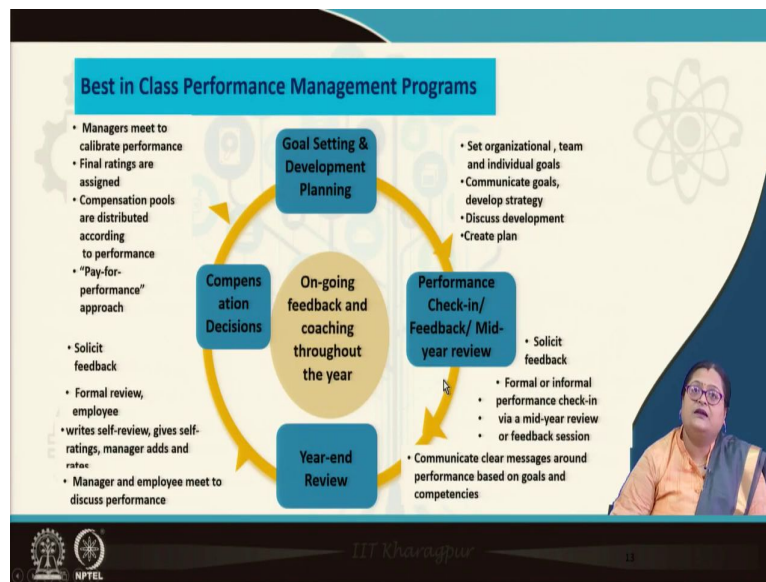 Best in Class Performance Management Programs
• Managers meet to
calibrate performance
• Final ratings are
assigned
• Compensation pools
are distributed
according
to performance
• "Pay-for-
performance"
approach
Goal Setting &
Development
Planning
• Set organizational , team
and individual goals
•Communicate goals,
develop strategy
•Discuss development
•Create plan
Compens
ation
Decisions
On-going
feedback and
coaching
throughout
the year
Performance
Check-in/
Feedback/ Mid-
year review
• Solicit
feedback
• Formal or informal
• performance check-in
• via a mid-year review
• or feedback session
• Communicate clear messages around
performance based on goals and
competencies
Year-end
Review
• Solicit
feedback
• Formal review,
employee
•writes self-review, gives self-
ratings, manager adds and
rates
• Manager and employee meet to
discuss performance
IIT Kharagpur
13
NPTEL